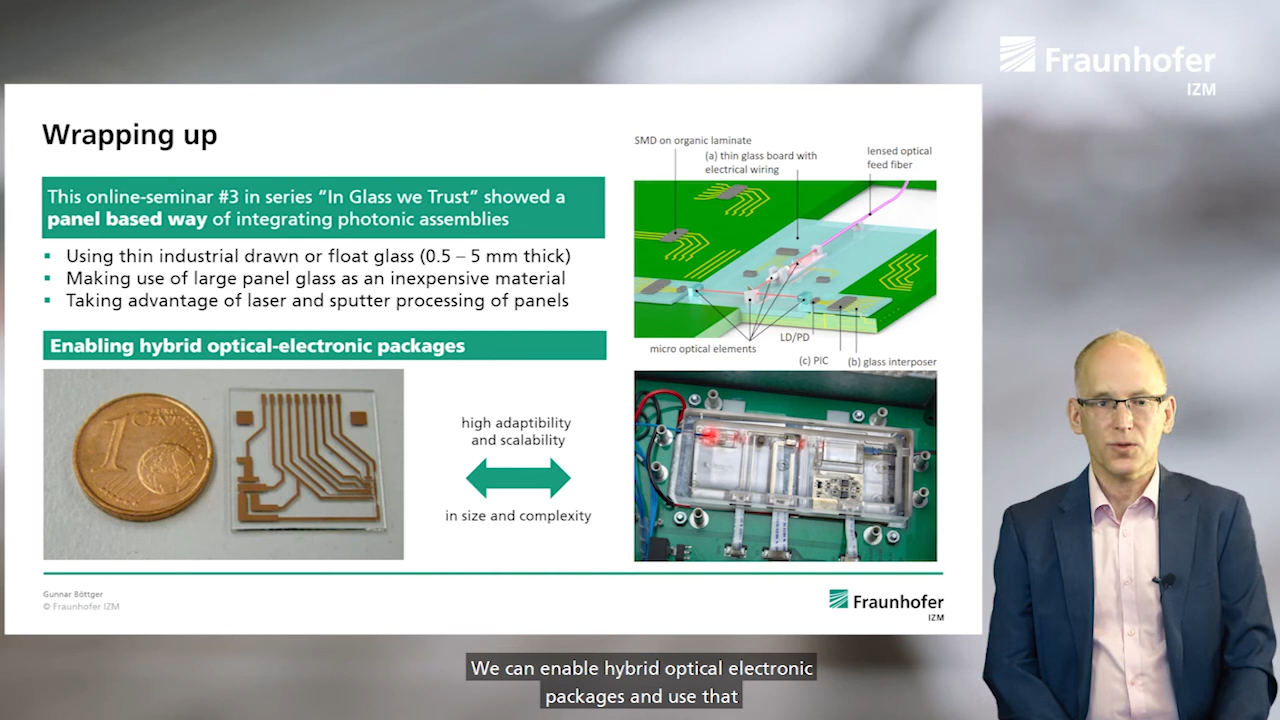 Fraunhofer
IZM
Wrapping up
This online-seminar #3 in series “In Glass we Trust” showed a
panel based way of integrating photonic assemblies
▪ Using thin industrial drawn or float glass (0.5 – 5 mm thick)
▪ Making use of large panel glass as an inexpensive material
▪ Taking advantage of laser and sputter processing of panels
Enabling hybrid optical-electronic packages
1
CENT
high adaptibility
and scalability
in size and complexity
SMD on organic laminate
(a) thin glass board with
electrical wiring
lensed optical
feed fiber
micro optical elements
LD/PD
(c) PIC
(b) glass interposer
Gunnar Böttger
© Fraunhofer IZM
Fraunhofer
IZM
We can enable hybrid optical electronic
packages and use that